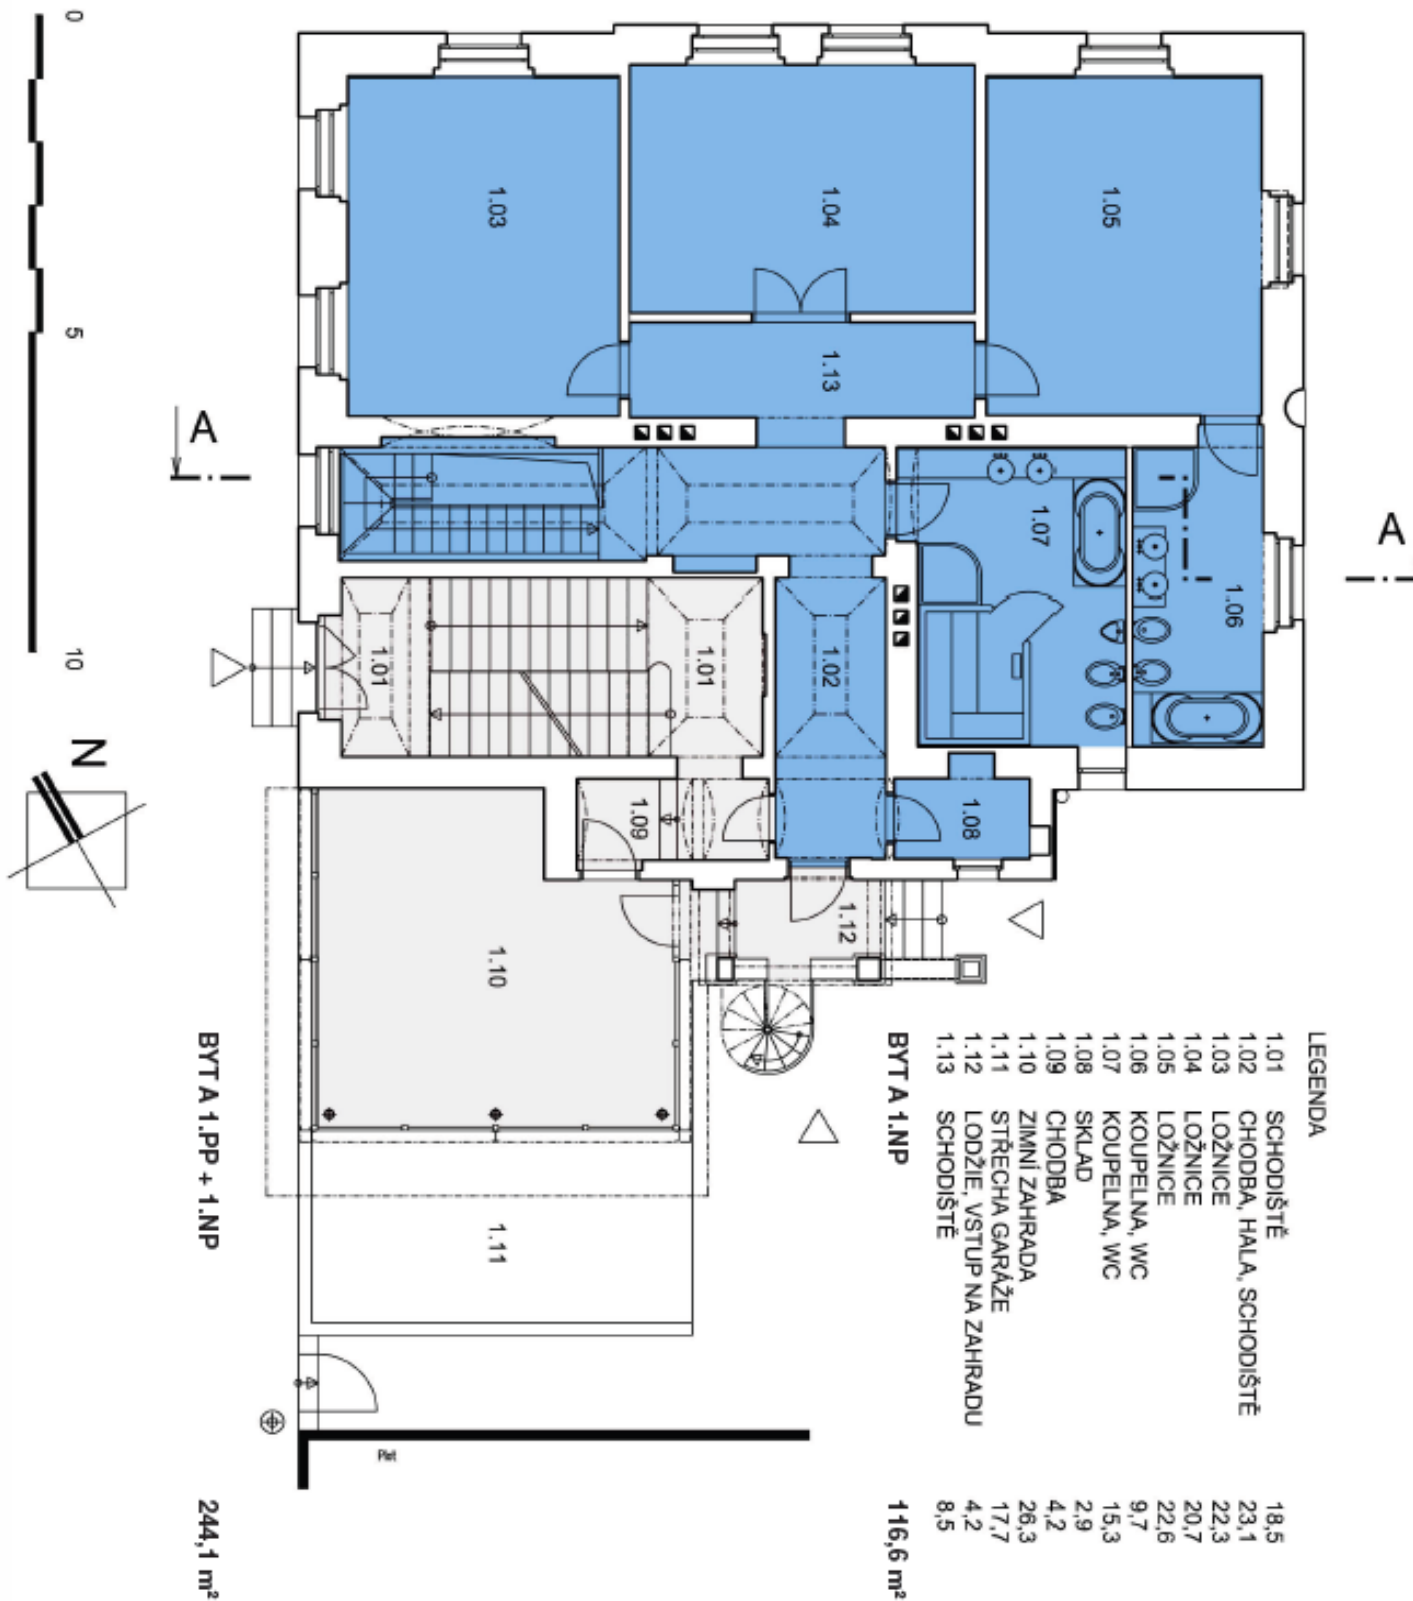 0
5
10
N
A
A
1.03
1.04
1.05
1.13
1.07
1.06
1.01
1.01
1.02
1.09
1.08
1.12
1.10
1.11
LEGENDA
1.01 SCHODIŠTĚ 18,5
1.02 CHODBA, HALA, SCHODIŠTĚ 23,1
1.03 LOŽNICE 22,3
1.04 LOŽNICE 20,7
1.05 LOŽNICE 22,6
1.06 KOUPELNA, WC 9,7
1.07 KOUPELNA, WC 15,3
1.08 SKLAD 2,9
1.09 CHODBA 4,2
1.10 ZIMNÍ ZAHRADA 26,3
1.11 STŘECHA GARÁŽE 17,7
1.12 LODŽIE, VSTUP NA ZAHRADU 4,2
1.13 SCHODIŠTĚ 8,5
BYT A 1.NP 116,6 m²
BYT A 1.PP + 1.NP 244,1 m²